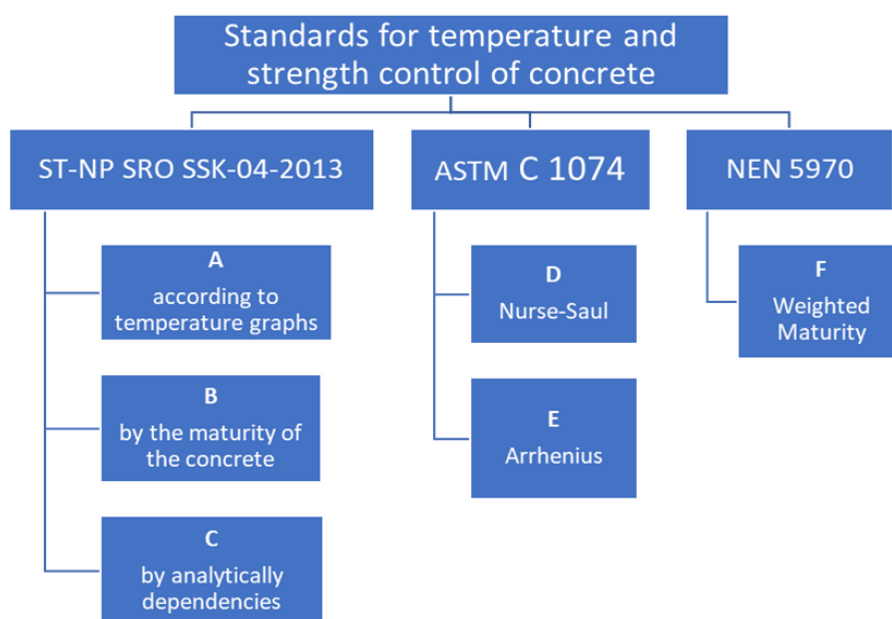 Standards for temperature and
strength control of concrete
ST-NP SRO SSK-04-2013
ASTM C 1074
NEN 5970
A
according to
temperature graphs
B
by the maturity of
the concrete
C
by analytically
dependencies
D
Nurse-Saul
E
Arrhenius
F
Weighted
Maturity